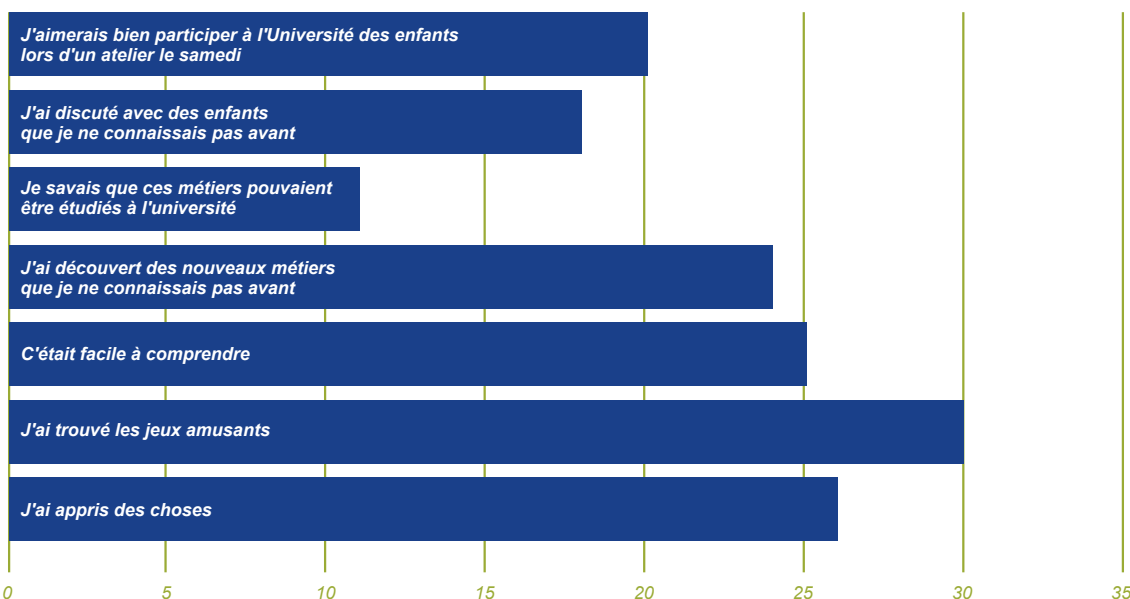 J'aimerais bien participer à l'Université des enfants
lors d'un atelier le samedi
J'ai discuté avec des enfants
que je ne connaissais pas avant
Je savais que ces métiers pouvaient
être étudiés à l'université
J'ai découvert des nouveaux métiers
que je ne connaissais pas avant
C'était facile à comprendre
J'ai trouvé les jeux amusants
J'ai appris des choses
0 5 10 15 20 25 30 35